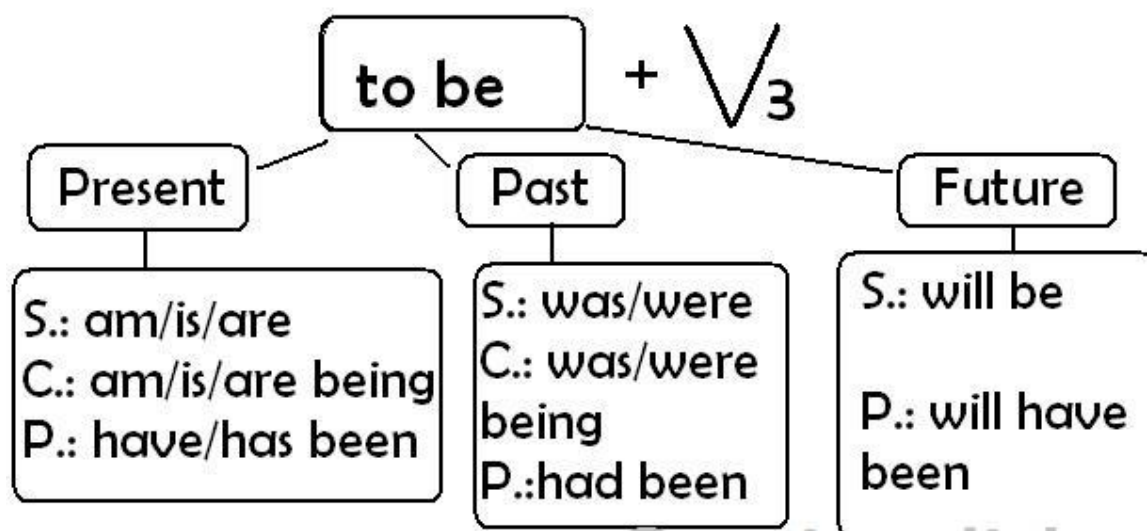 to be + V3
Present
Past
Future
S.: am/is/are
C.: am/is/are being
P.: have/has been
S.: was/were
C.: was/were
being
P.:had been
S.: will be
P.: will have
been